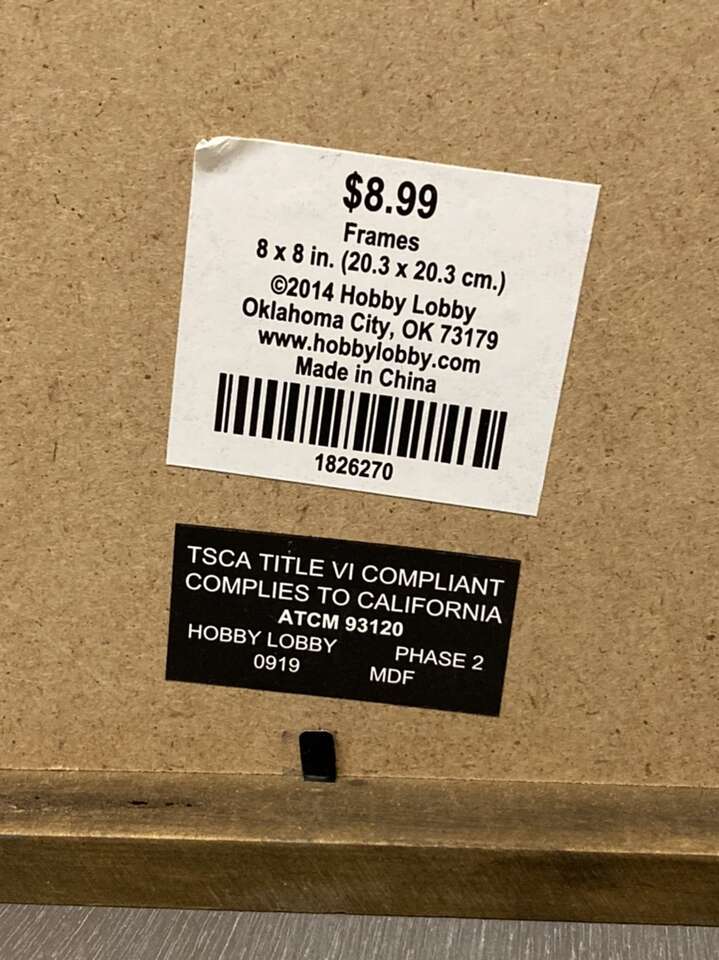 $8.99
Frames
8 x 8 in. (20.3 x 20.3 cm.)
©2014 Hobby Lobby
Oklahoma City, OK 73179
www.hobbylobby.com
Made in China
1826270
TSCA TITLE VI COMPLIANT
COMPLIES TO CALIFORNIA
ATCM 93120
HOBBY LOBBY PHASE 2
0919 MDF